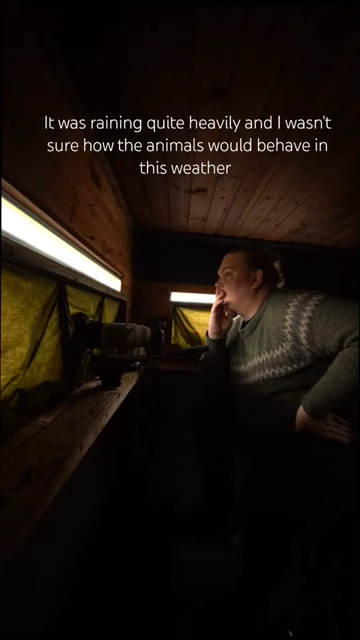 It was raining quite heavily and I wasn't
sure how the animals would behave in
this weather